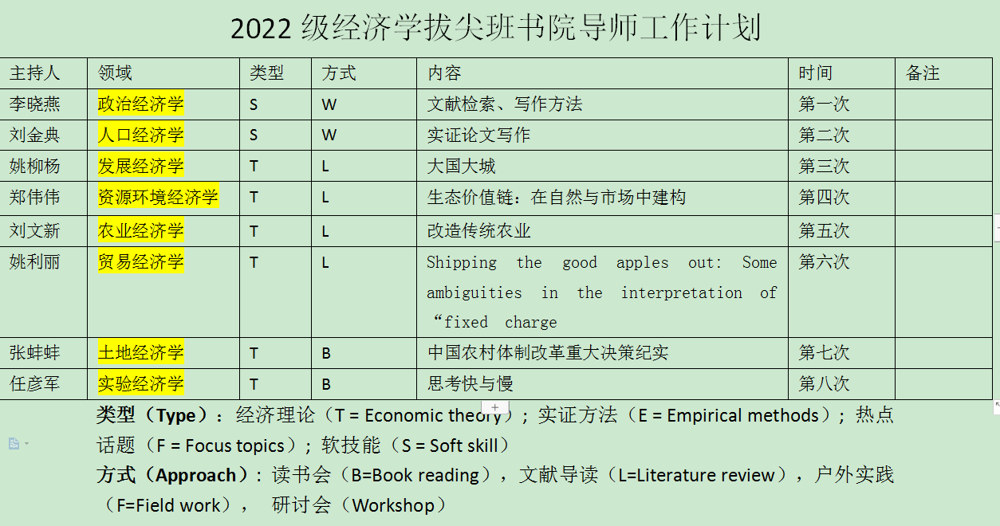 2022 级经济学拔尖班书院导师工作计划
主持人 领域 类型 方式 内容 时间 备注
李晓燕 政治经济学 S W 文献检索、写作方法 第一次
刘金典 人口经济学 S W 实证论文写作 第二次
姚柳杨 发展经济学 T L 大国大城 第三次
郑伟伟 资源环境经济学 T L 生态价值链：在自然与市场中建构 第四次
刘文新 农业经济学 T L 改造传统农业 第五次
姚利丽 贸易经济学 T L Shipping the good apples out: Some 第六次
ambiguities in the interpretation of
“fixed charge
张蚌蚌 土地经济学 T B 中国农村体制改革重大决策纪实 第七次
任彦军 实验经济学 T B 思考快与慢 第八次
类型（Type）：经济理论（T = Economic theory）; 实证方法（E = Empirical methods）; 热点
话题（F = Focus topics）; 软技能（S = Soft skill）
方式（Approach）: 读书会（B=Book reading），文献导读（L=Literature review），户外实践
（F=Field work）， 研讨会（Workshop）